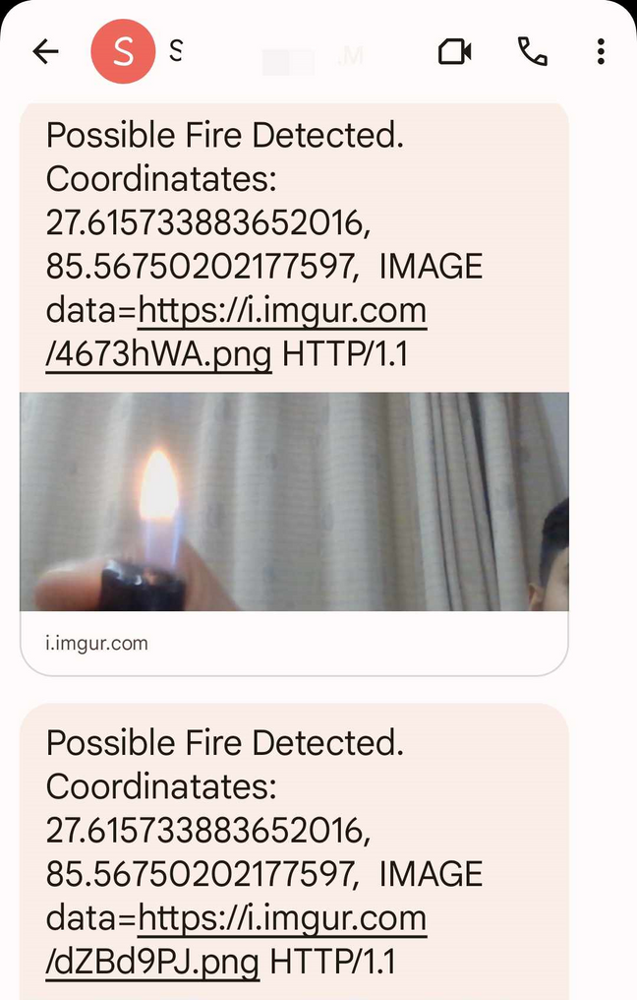 S S
.M
Possible Fire Detected.
Coordinatates:
27.615733883652016,
85.56750202177597,  IMAGE
data=https://i.imgur.com
/4673hWA.png HTTP/1.1
i.imgur.com
Possible Fire Detected.
Coordinatates:
27.615733883652016,
85.56750202177597,  IMAGE
data=https://i.imgur.com
/dZBd9PJ.png HTTP/1.1